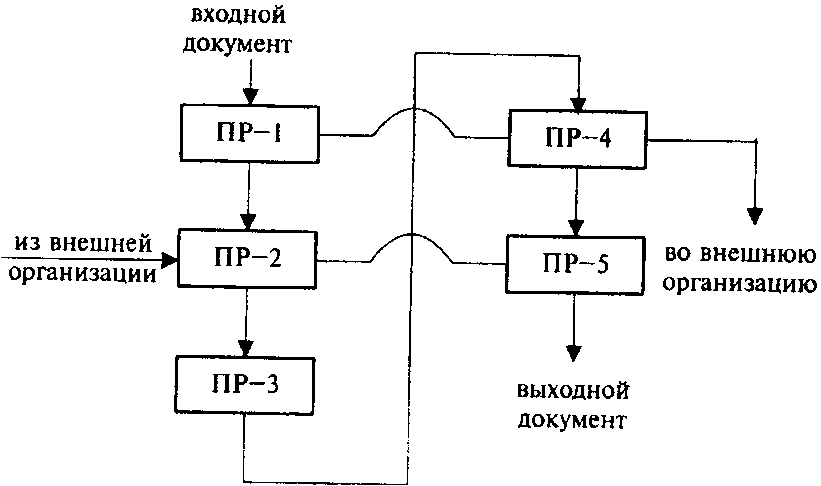 входной
документ
ПР–1
ПР–4
из внешней
организации
ПР–2
ПР–5
во внешнюю
организацию
ПР–3
выходной
документ